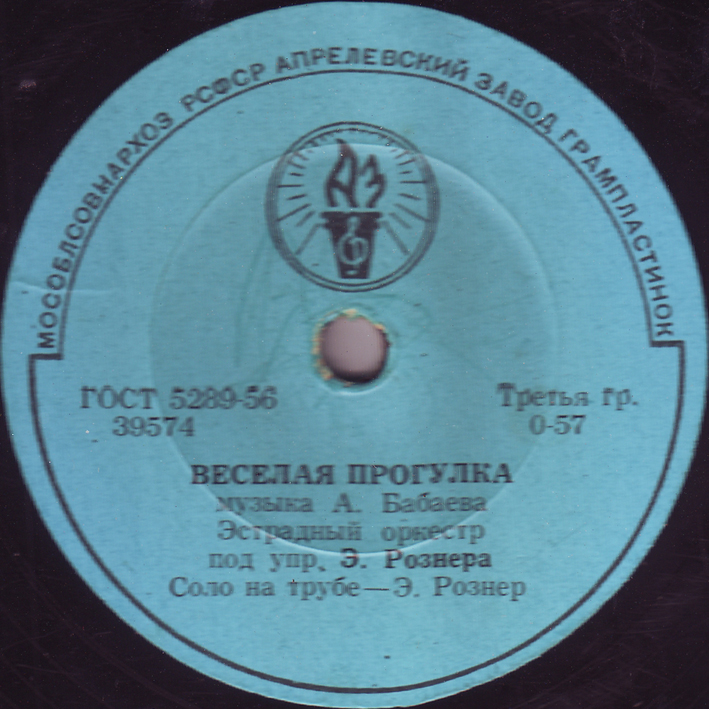 МОСОБЛСОВНАРХОЗ РСФСР АПРЕЛЕВСКИЙ ЗАВОД ГРАМПЛАСТИНОК
АЗ
ГОСТ 5289-56
39574
Третья гр.
0-57
ВЕСЕЛАЯ ПРОГУЛКА
музыка А. Бабаева
Эстрадный оркестр
под упр. Э. Рознера
Соло на трубе—Э. Рознер